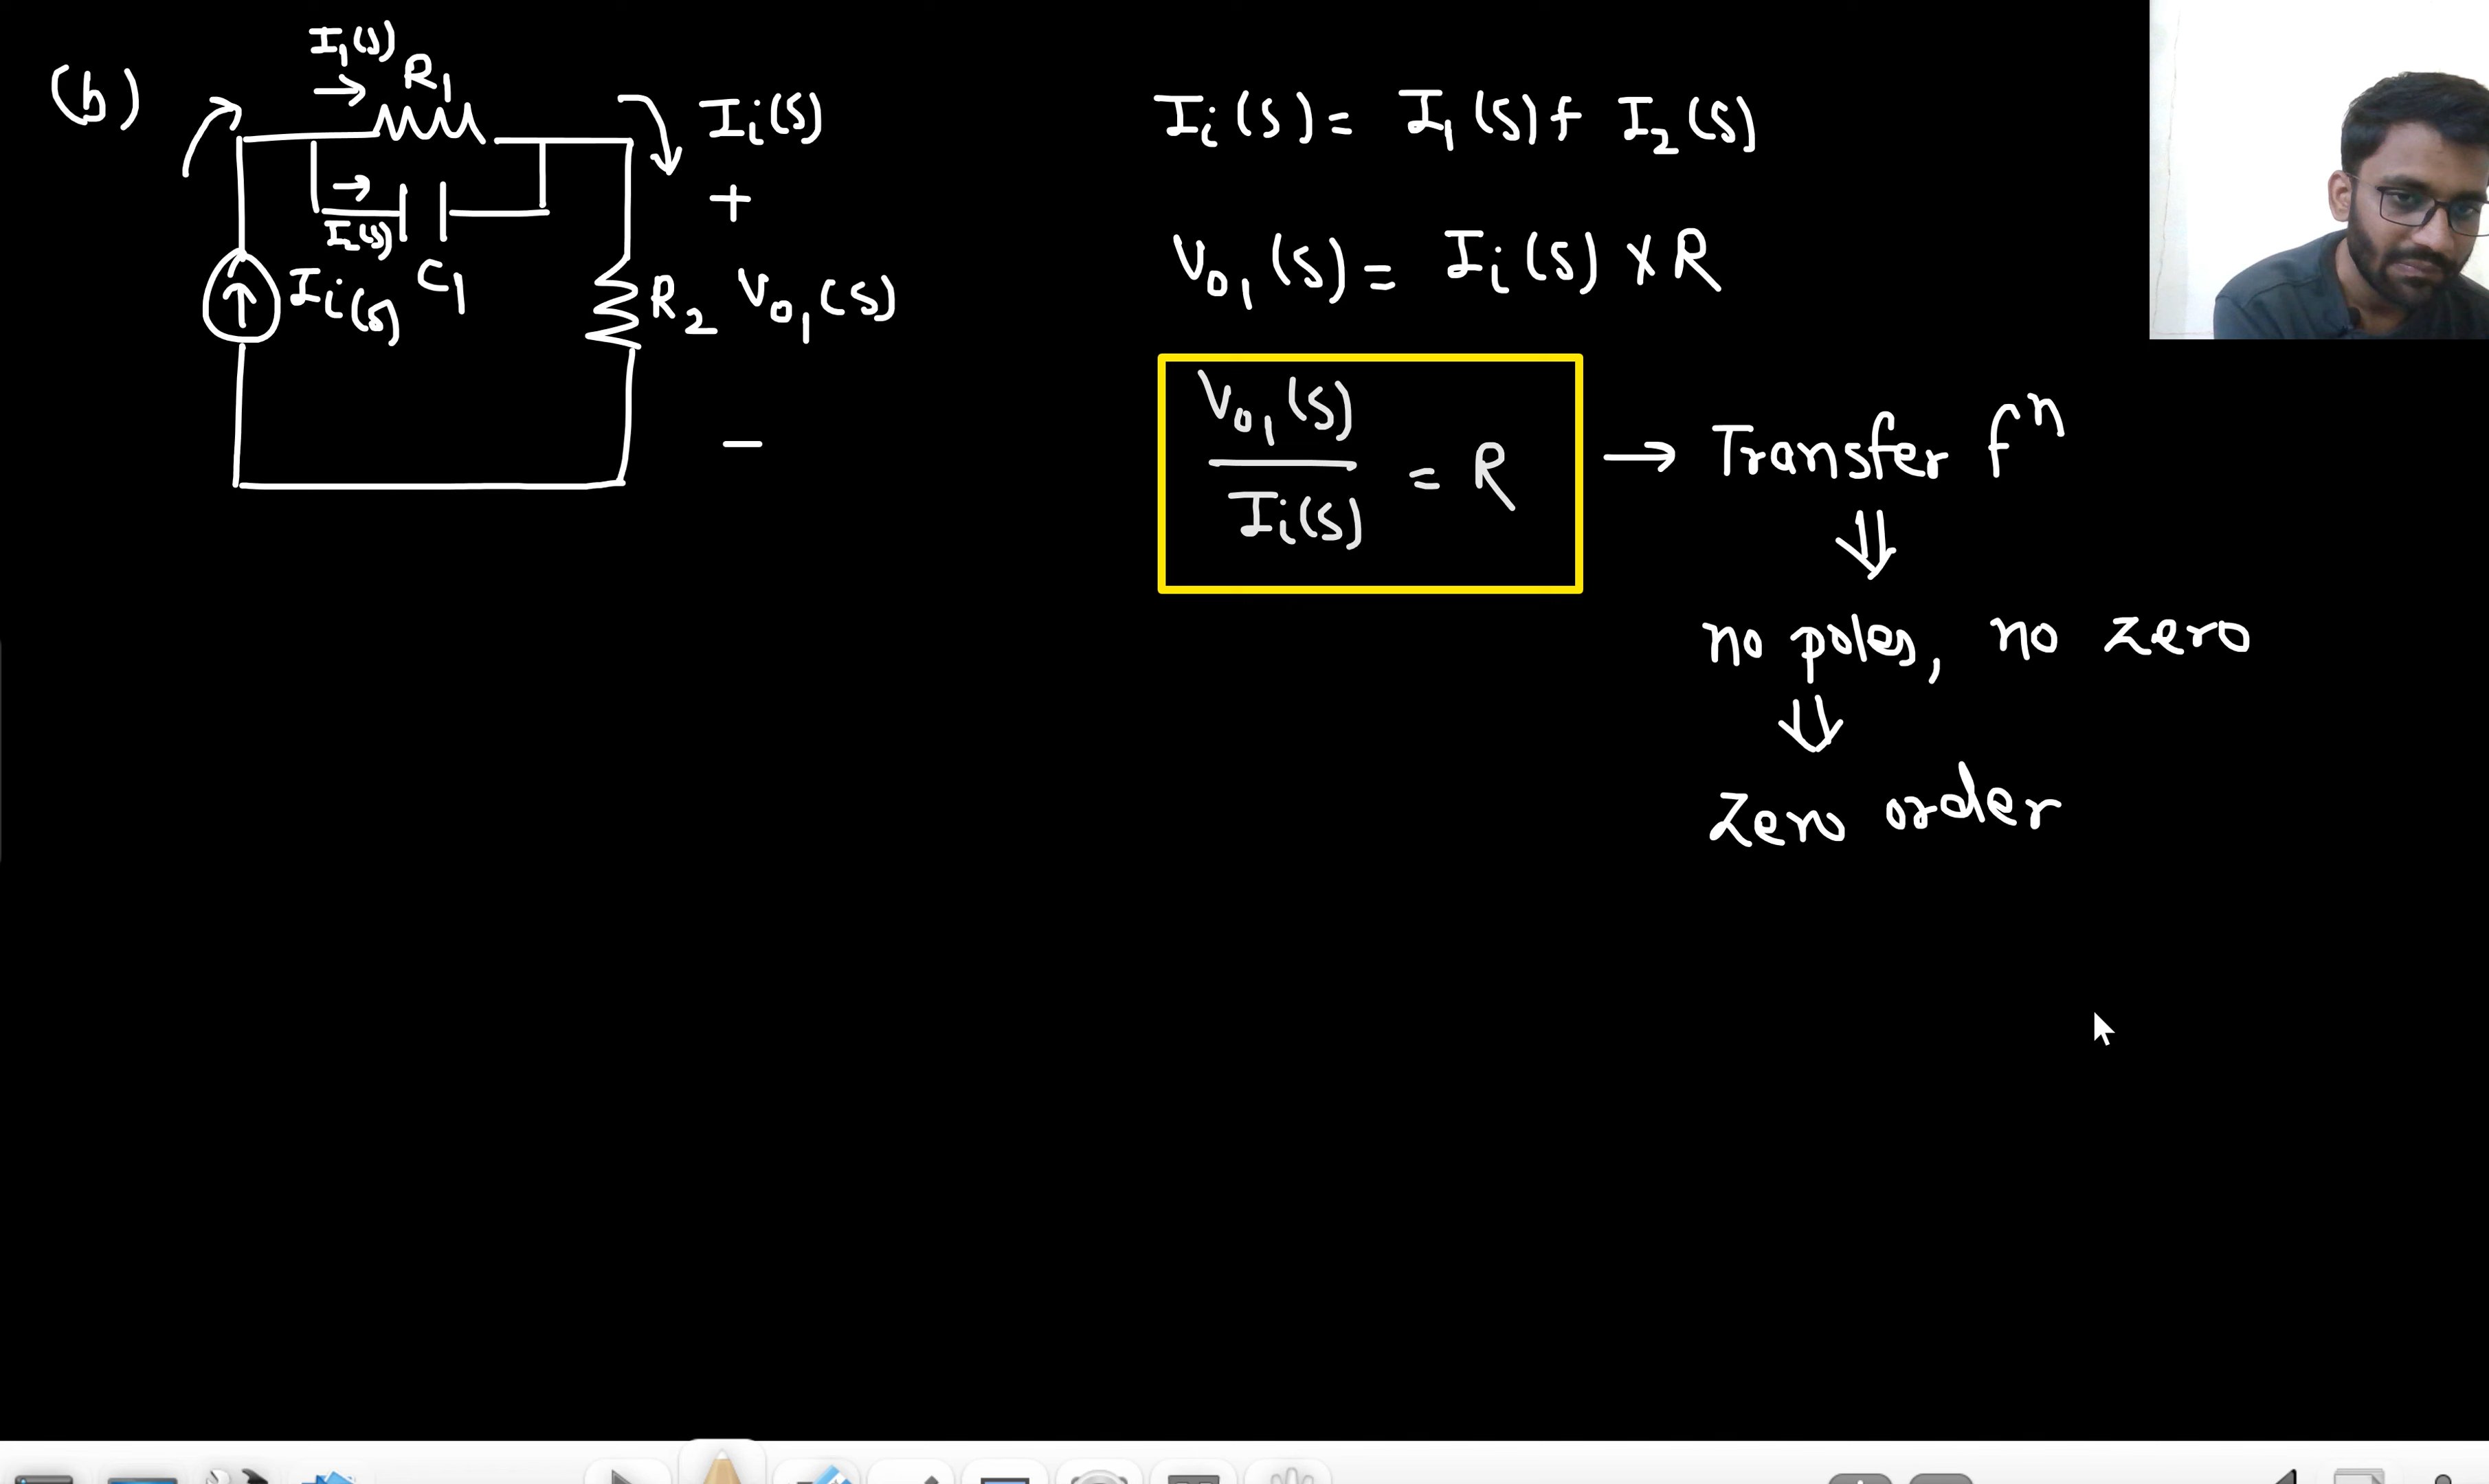 (b)
I₁(s)
R₁
I₂(s)
C₁
Iᵢ(s)
Iᵢ(s)
+
R₂ V₀₁(s)
−
Iᵢ(s) = I₁(s) + I₂(s)
V₀₁(s) = Iᵢ(s) × R
V₀₁(s) / Iᵢ(s) = R → Transfer fⁿ
⇓
no poles, no zero
⇓
Zero order